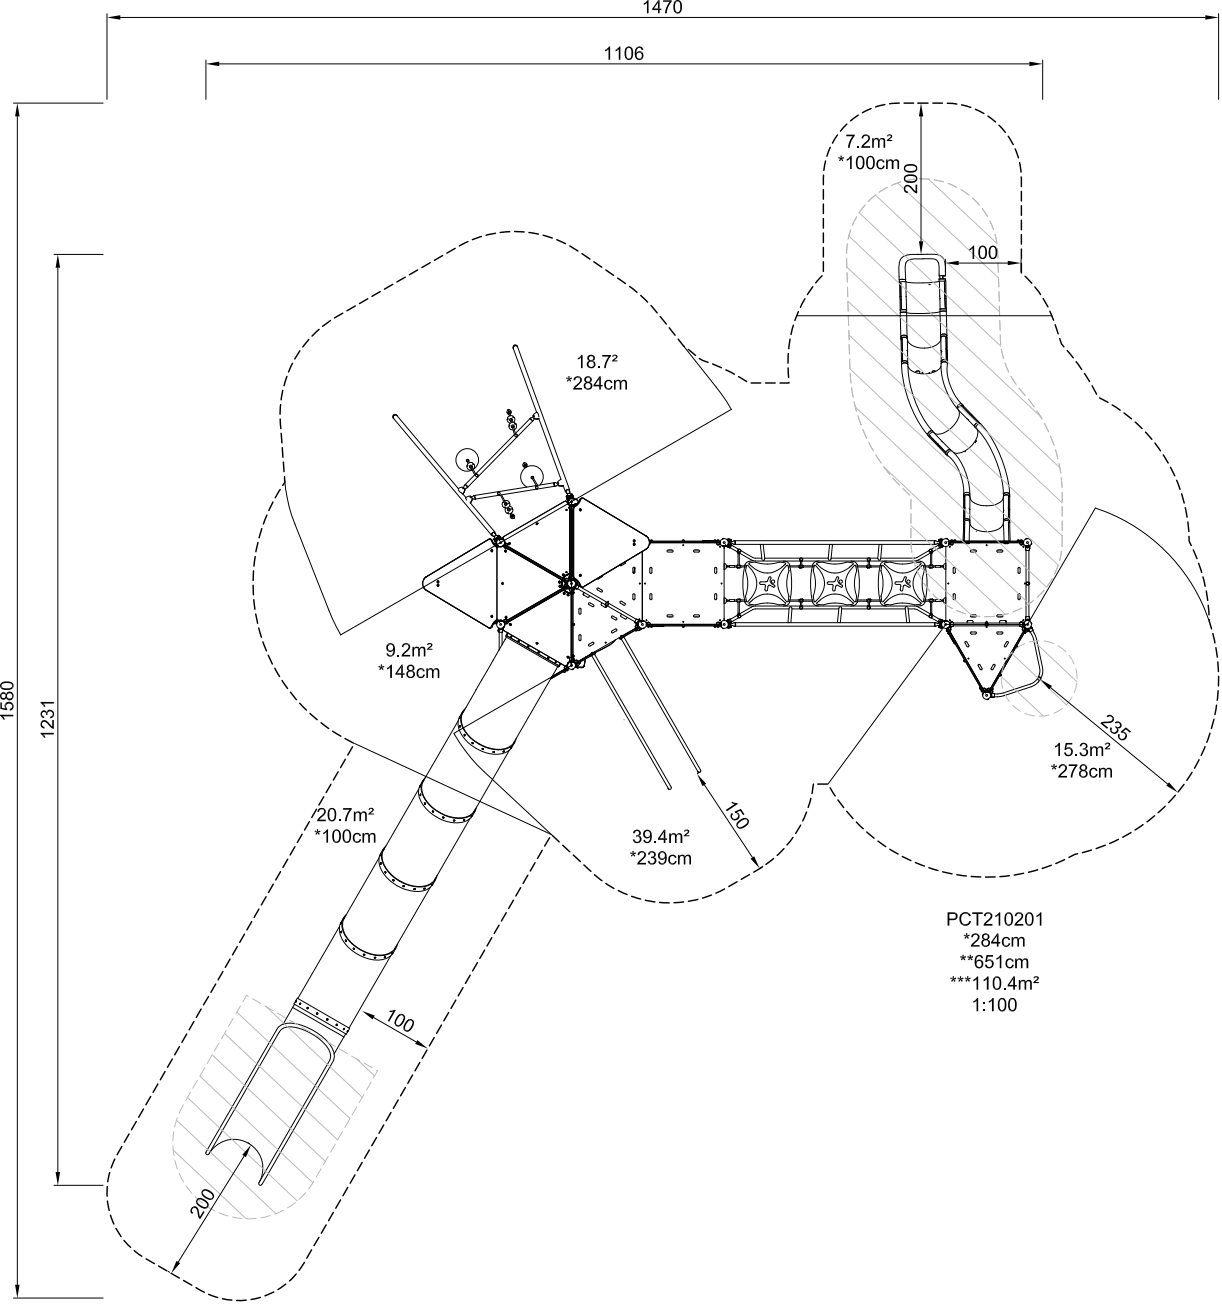 1470
1106
7.2m²
*100cm
200
100
18.7²
*284cm
9.2m²
*148cm
1580
1231
235
15.3m²
*278cm
20.7m²
*100cm
150
39.4m²
*239cm
PCT210201
*284cm
**651cm
***110.4m²
1:100
100
200